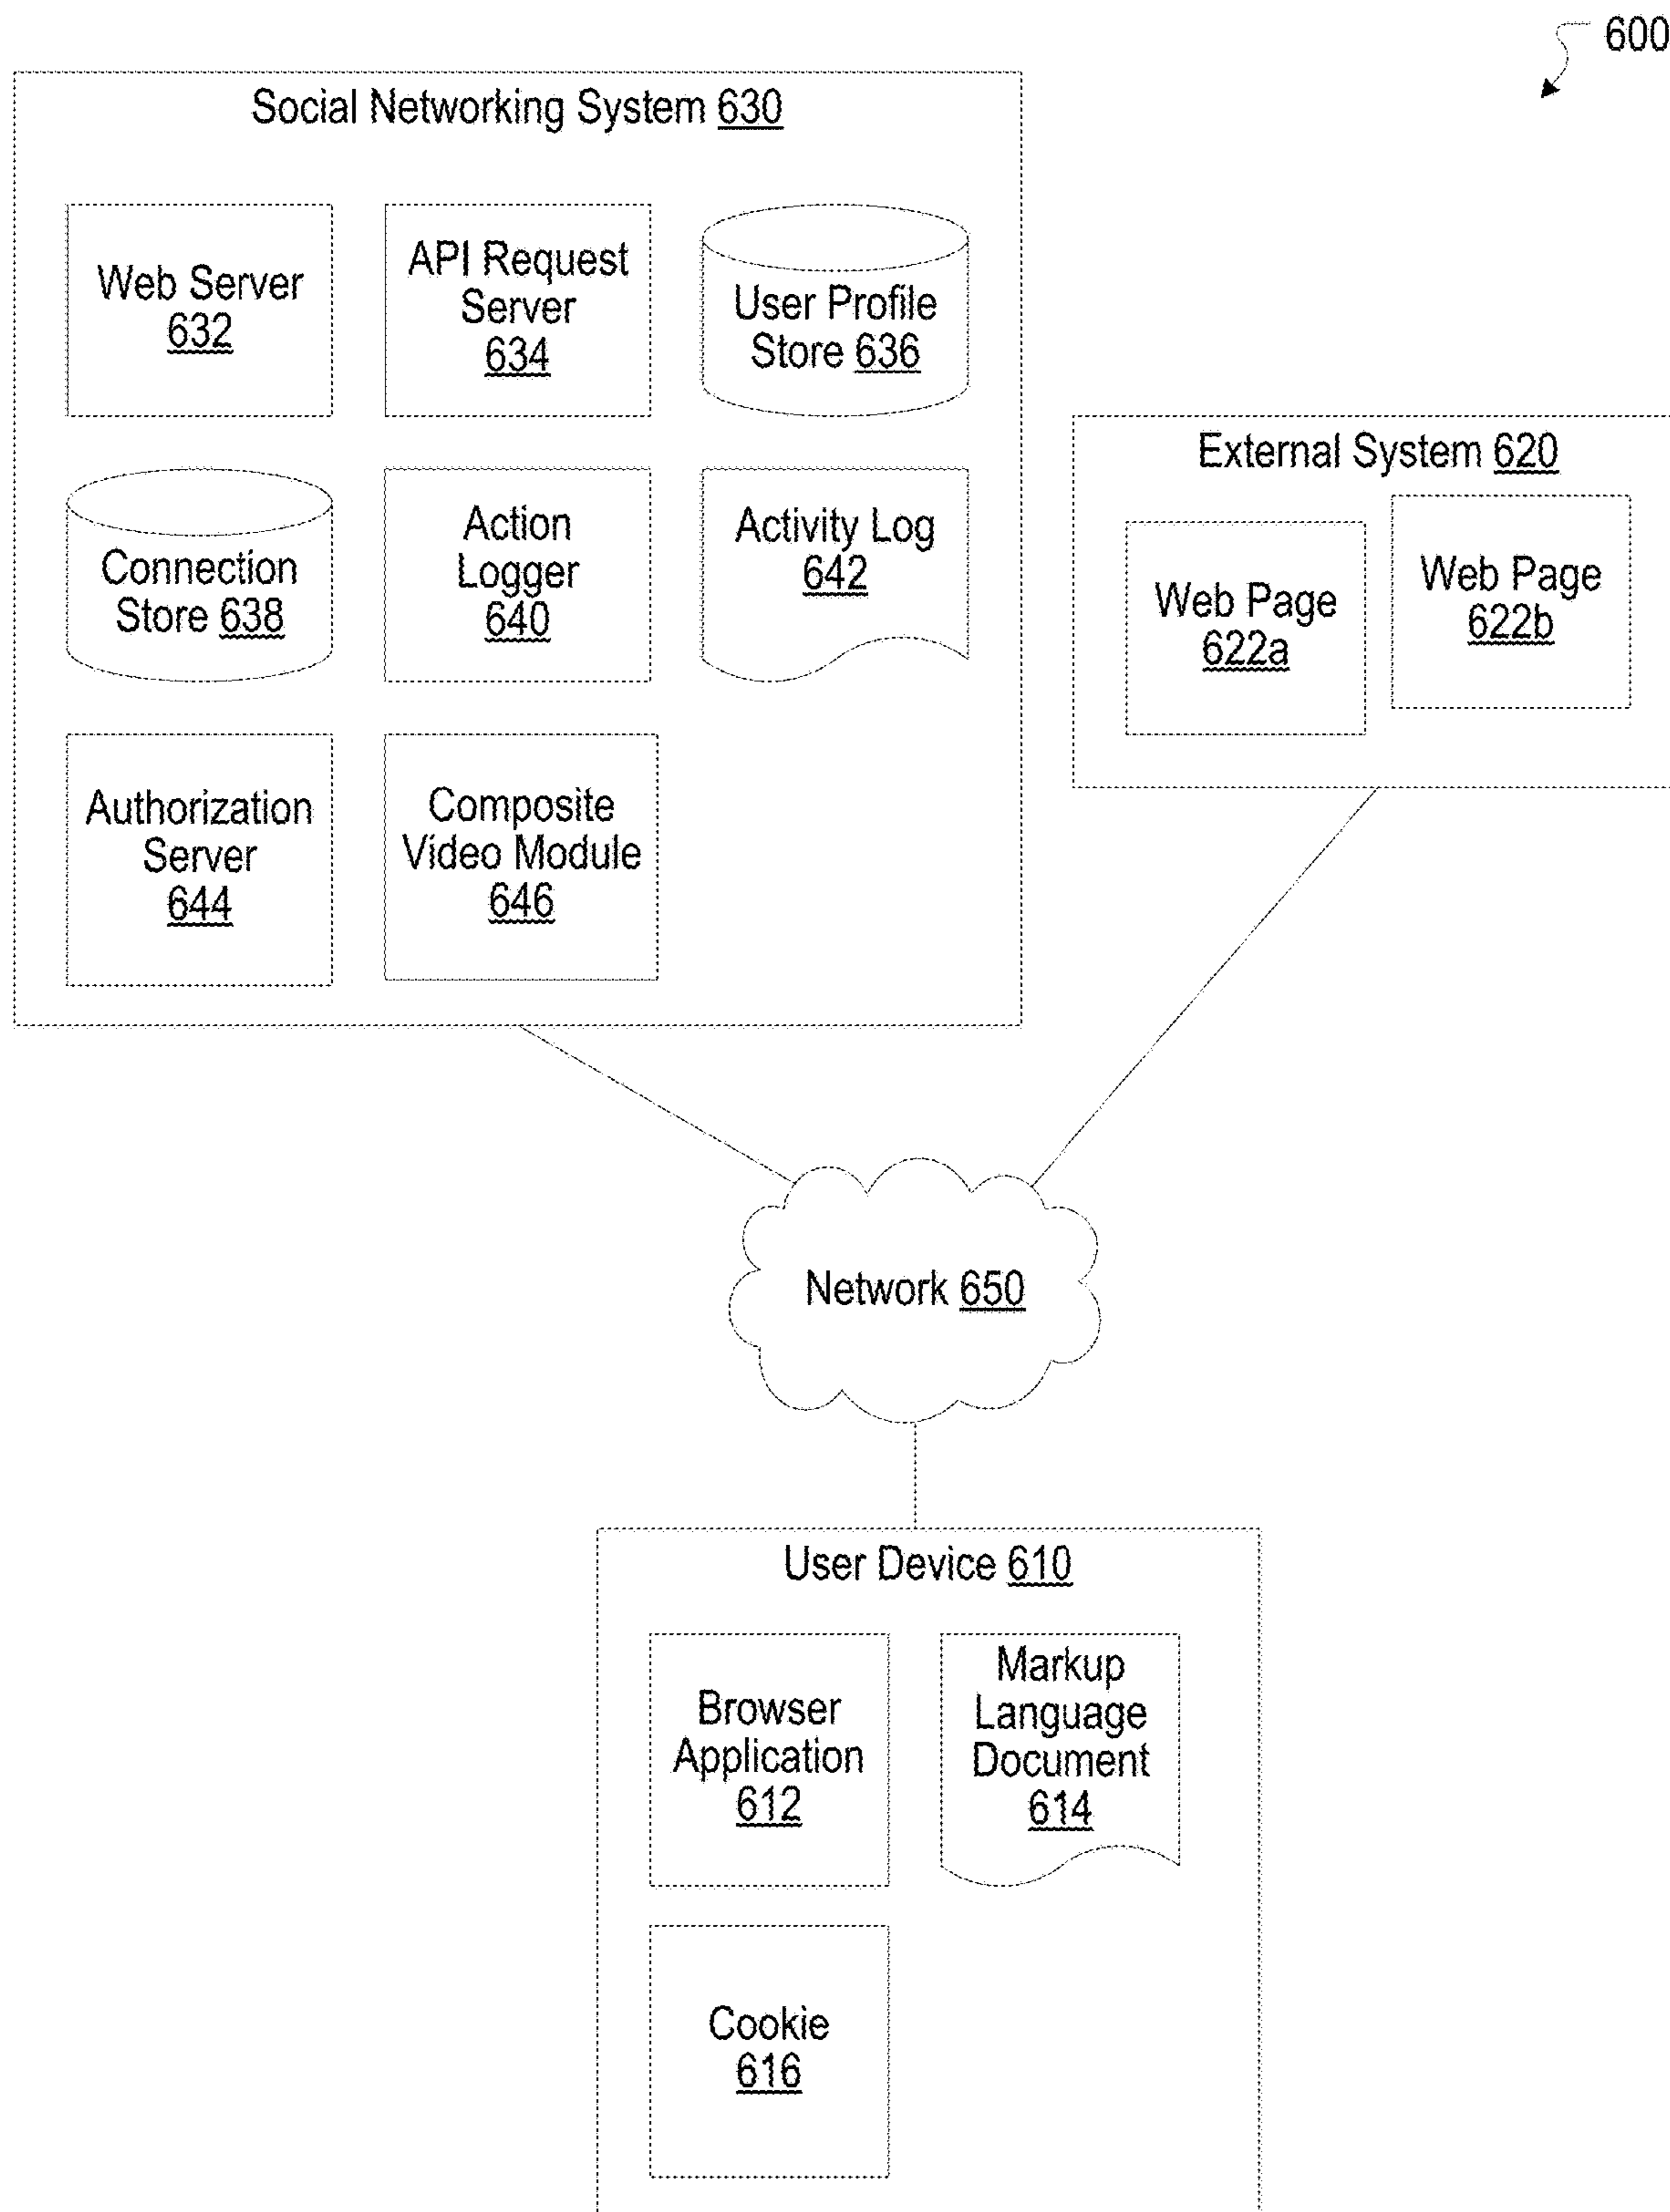 600
Social Networking System 630
Web Server
632
API Request
Server
634
User Profile
Store 636
Connection
Store 638
Action
Logger
640
Activity Log
642
Authorization
Server
644
Composite
Video Module
646
External System 620
Web Page
622a
Web Page
622b
Network 650
User Device 610
Browser
Application
612
Markup
Language
Document
614
Cookie
616